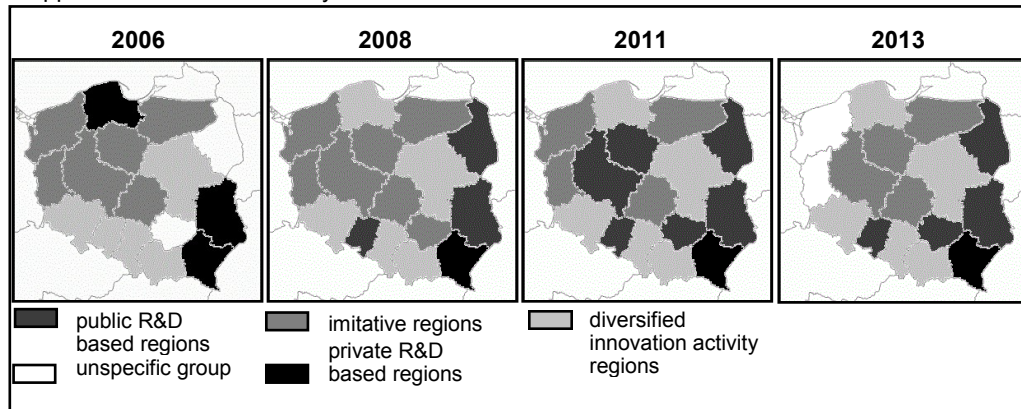 2006 2008 2011 2013
public R&D
based regions
unspecific group
imitative regions
private R&D
based regions
diversified
innovation activity
regions